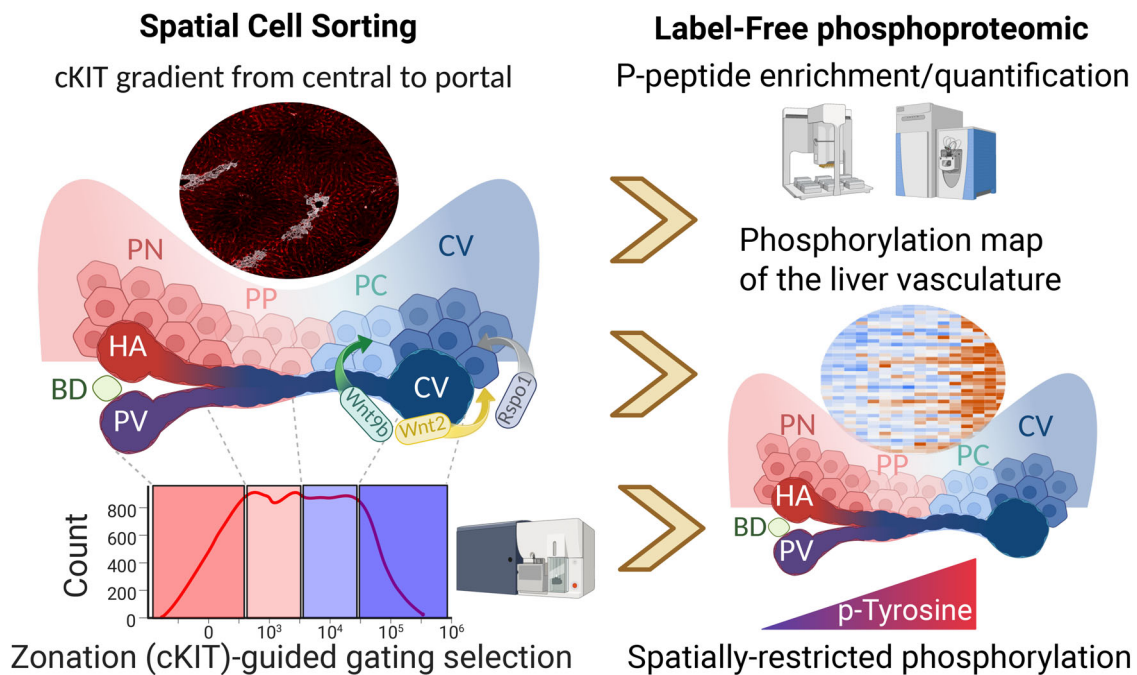 Spatial Cell Sorting
cKIT gradient from central to portal
PN
CV
PP
PC
HA
BD
PV
CV
Wnt9b
Wnt2
Rspo1
Count
800
600
400
200
0
0
10³
10⁴
10⁵
10⁶
Zonation (cKIT)-guided gating selection
Label-Free phosphoproteomic
P-peptide enrichment/quantification
Phosphorylation map
of the liver vasculature
PN
CV
PP
PC
HA
BD
PV
p-Tyrosine
Spatially-restricted phosphorylation